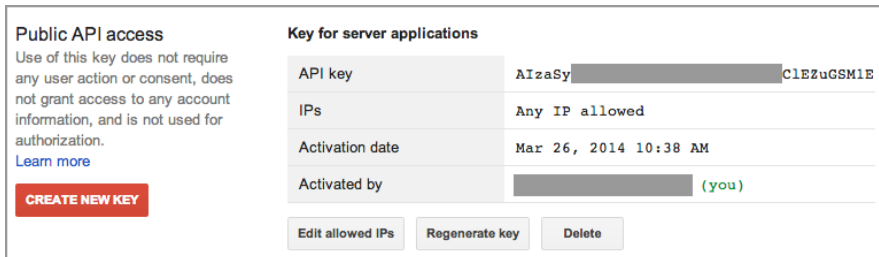 Public API access
Use of this key does not require
any user action or consent, does
not grant access to any account
information, and is not used for
authorization.
Learn more
CREATE NEW KEY
Key for server applications
API key AIzaSy ClEZuGSM1E
IPs Any IP allowed
Activation date Mar 26, 2014 10:38 AM
Activated by (you)
Edit allowed IPs Regenerate key Delete